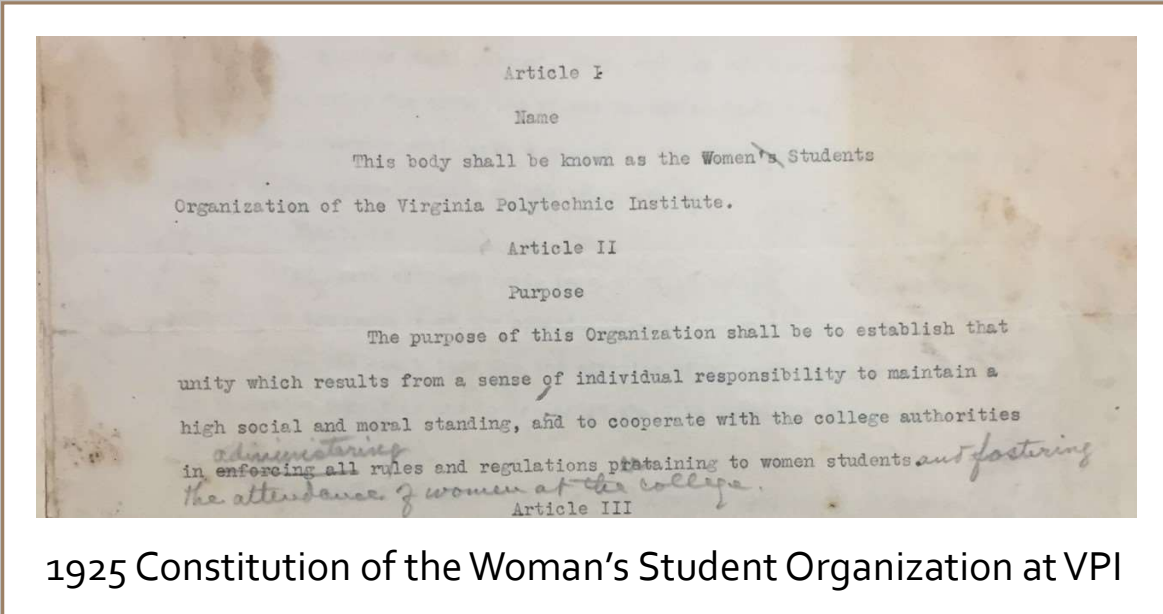 Article I
Name
This body shall be known as the Women's Students
Organization of the Virginia Polytechnic Institute.
Article II
Purpose
The purpose of this Organization shall be to establish that
unity which results from a sense of individual responsibility to maintain a
high social and moral standing, and to cooperate with the college authorities
administering
in enforcing all rules and regulations pretaining to women students and fostering
the attendance of women at the college.
Article III
1925 Constitution of the Woman's Student Organization at VPI